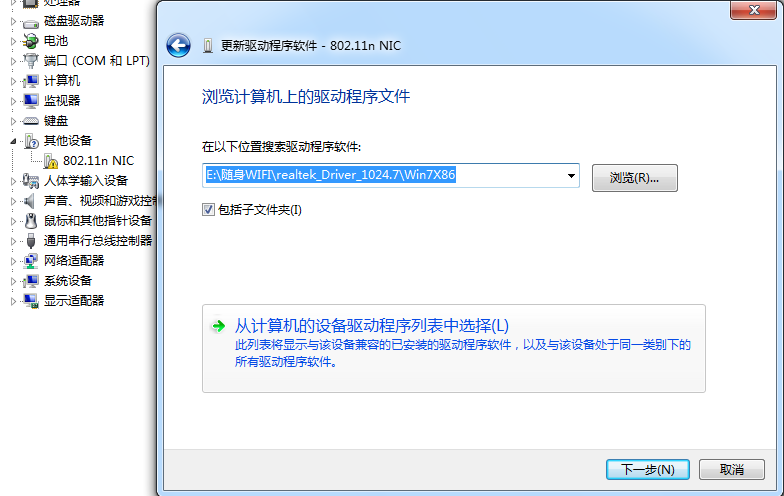 处理器
磁盘驱动器
电池
端口 (COM 和 LPT)
计算机
监视器
键盘
其他设备
802.11n NIC
人体学输入设备
声音、视频和游戏控
鼠标和其他指针设备
通用串行总线控制器
网络适配器
系统设备
显示适配器
更新驱动程序软件 - 802.11n NIC
浏览计算机上的驱动程序文件
在以下位置搜索驱动程序软件:
E:\随身WIFI\realtek_Driver_1024.7\Win7X86
浏览(R)...
包括子文件夹(I)
从计算机的设备驱动程序列表中选择(L)
此列表将显示与该设备兼容的已安装的驱动程序软件，以及与该设备处于同一类别下的
所有驱动程序软件。
下一步(N)
取消